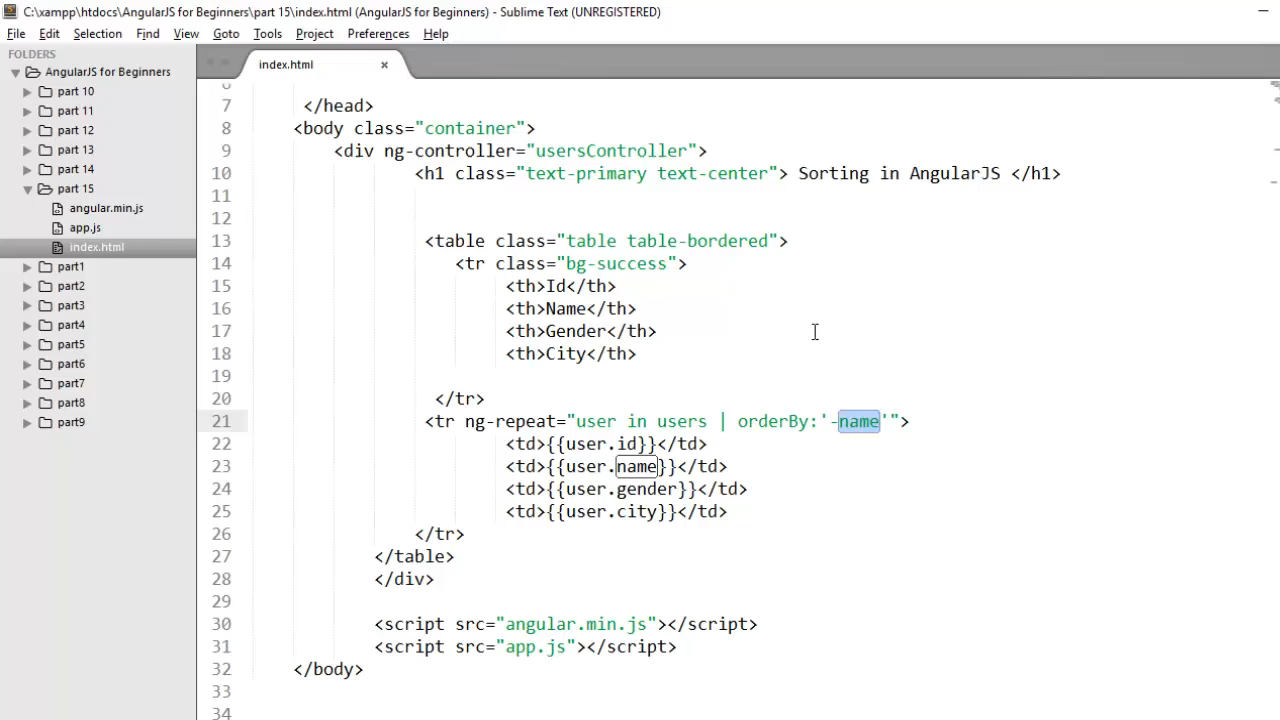 C:\xampp\htdocs\AngularJS for Beginners\part 15\index.html (AngularJS for Beginners) - Sublime Text (UNREGISTERED)
File Edit Selection Find View Goto Tools Project Preferences Help
FOLDERS
AngularJS for Beginners
part 10
part 11
part 12
part 13
part 14
part 15
angular.min.js
app.js
index.html
part1
part2
part3
part4
part5
part6
part7
part8
part9
index.html ×
6
7 </head>
8 <body class="container">
9 <div ng-controller="usersController">
10 <h1 class="text-primary text-center"> Sorting in AngularJS </h1>
11
12
13 <table class="table table-bordered">
14 <tr class="bg-success">
15 <th>Id</th>
16 <th>Name</th>
17 <th>Gender</th>
18 <th>City</th>
19
20 </tr>
21 <tr ng-repeat="user in users | orderBy:'-name'">
22 <td>{{user.id}}</td>
23 <td>{{user.name}}</td>
24 <td>{{user.gender}}</td>
25 <td>{{user.city}}</td>
26 </tr>
27 </table>
28 </div>
29
30 <script src="angular.min.js"></script>
31 <script src="app.js"></script>
32 </body>
33
34